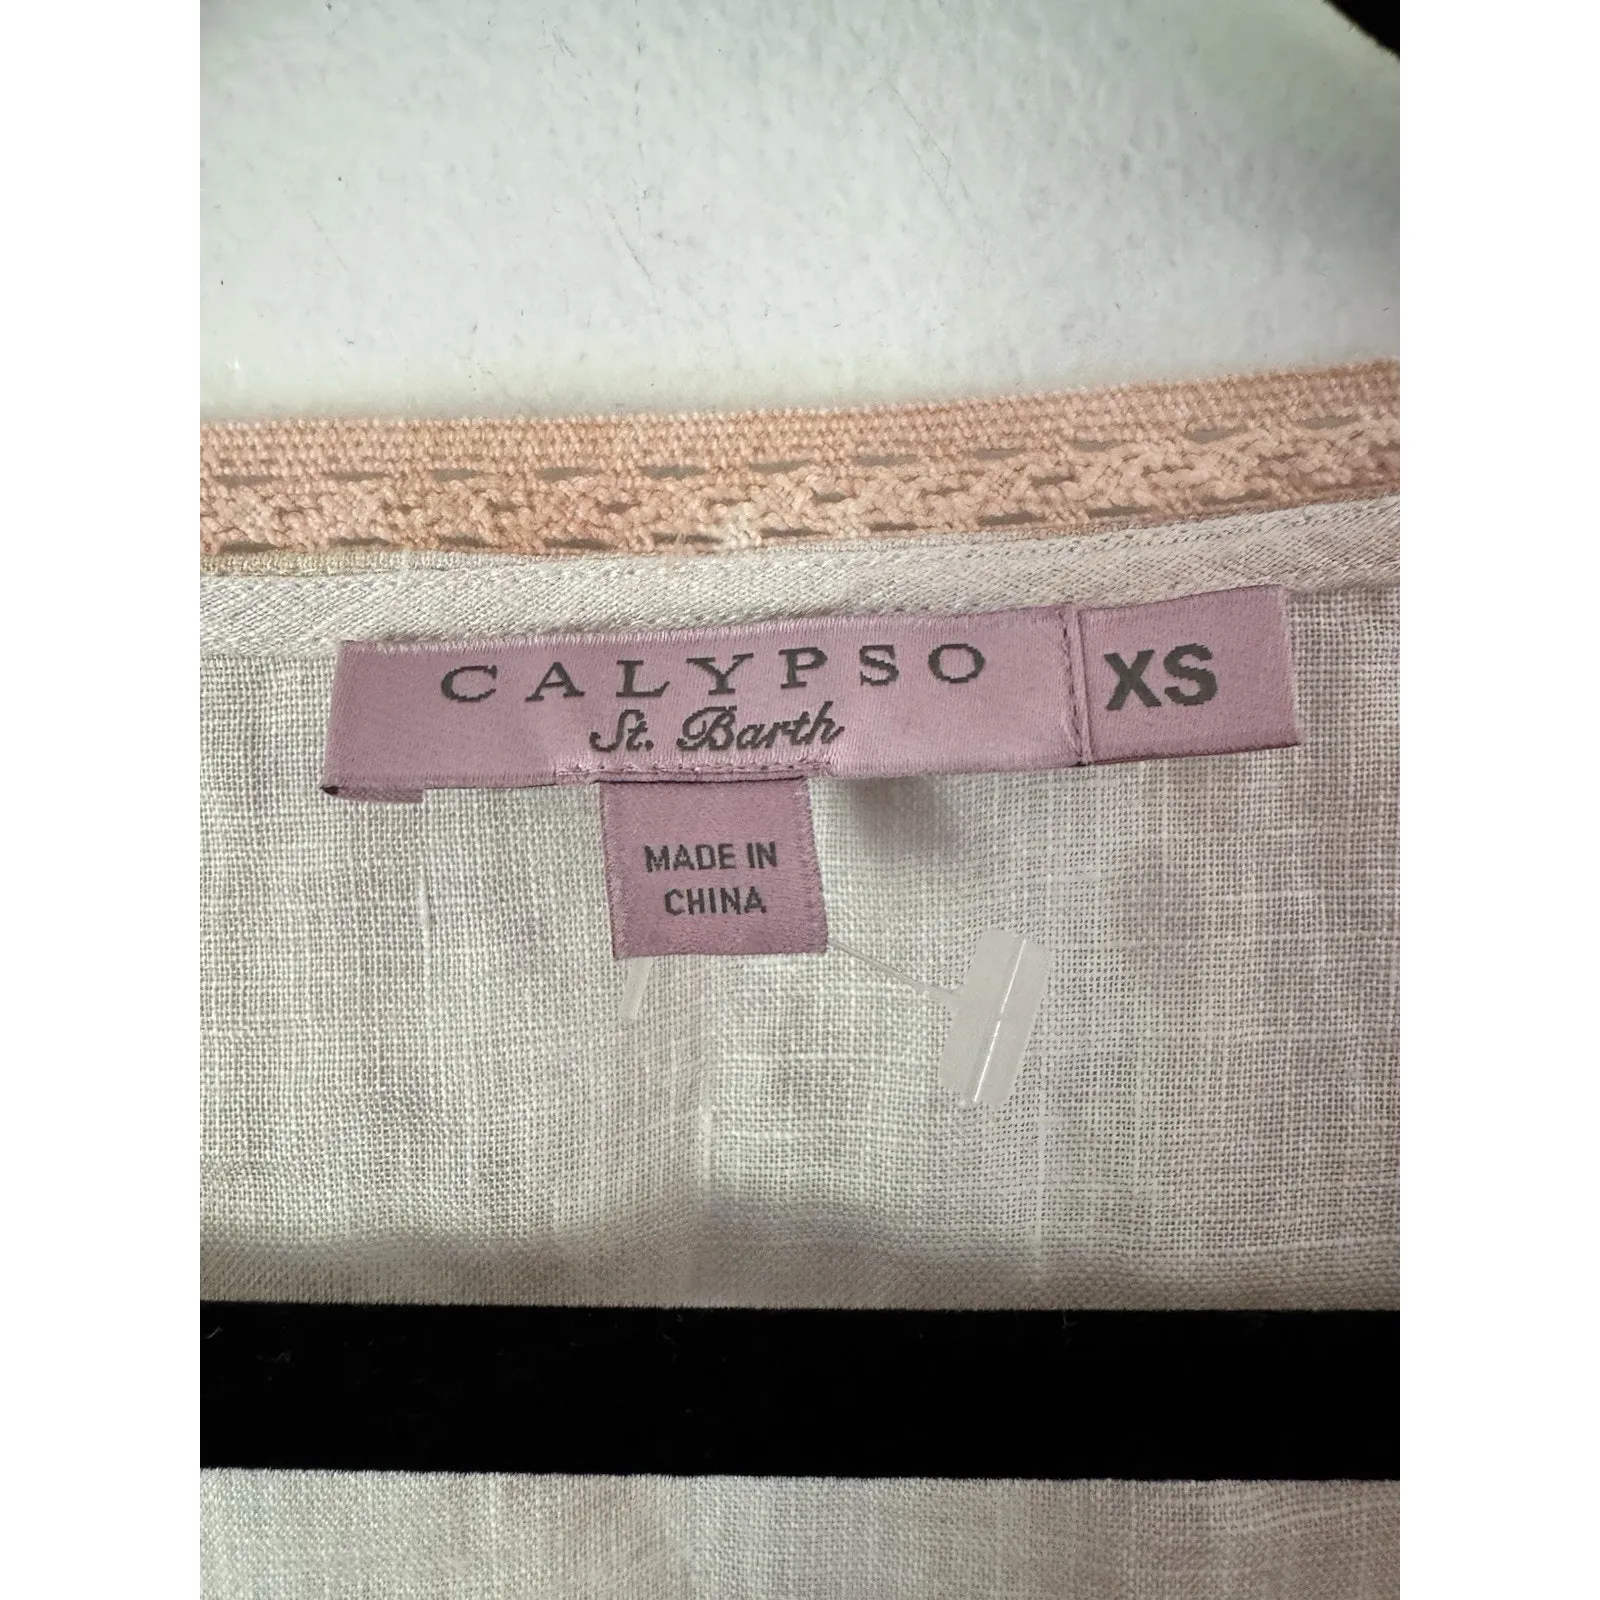 CALYPSO XS
St. Barth
MADE IN
CHINA